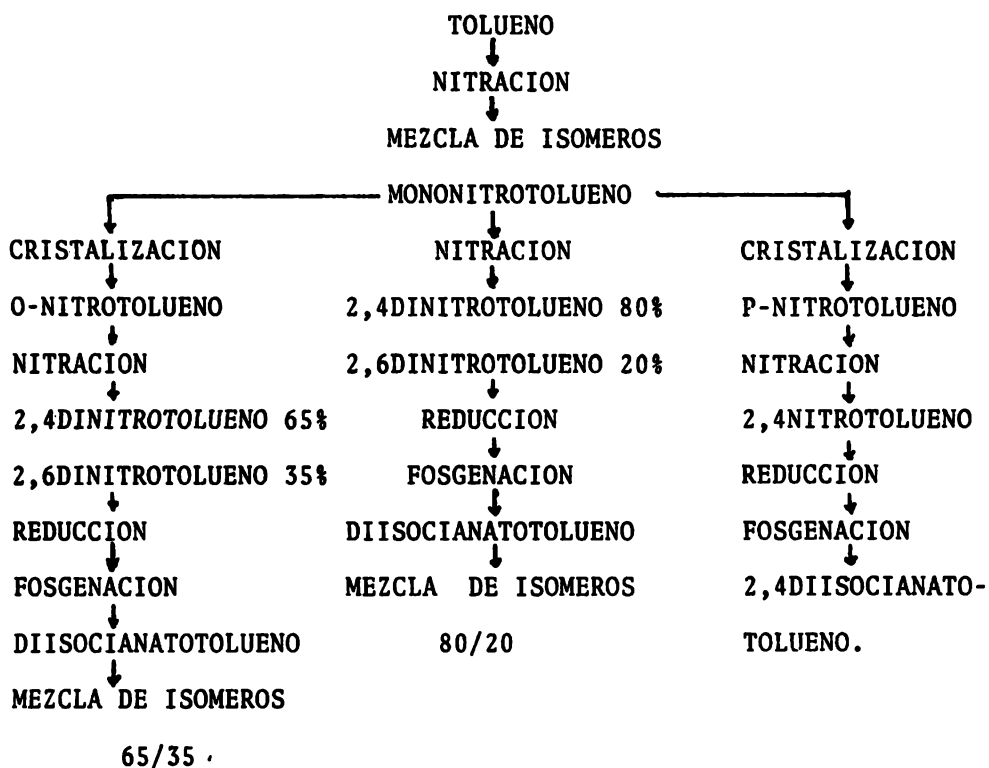 TOLUENO
NITRACION
MEZCLA DE ISOMEROS
MONONITROTOLUENO
CRISTALIZACION
O-NITROTOLUENO
NITRACION
2,4DINITROTOLUENO 65%
2,6DINITROTOLUENO 35%
REDUCCION
FOSGENACION
DIISOCIANATOTOLUENO
MEZCLA DE ISOMEROS
65/35
NITRACION
2,4DINITROTOLUENO 80%
2,6DINITROTOLUENO 20%
REDUCCION
FOSGENACION
DIISOCIANATOTOLUENO
MEZCLA DE ISOMEROS
80/20
CRISTALIZACION
P-NITROTOLUENO
NITRACION
2,4NITROTOLUENO
REDUCCION
FOSGENACION
2,4DIISOCIANATO-
TOLUENO.